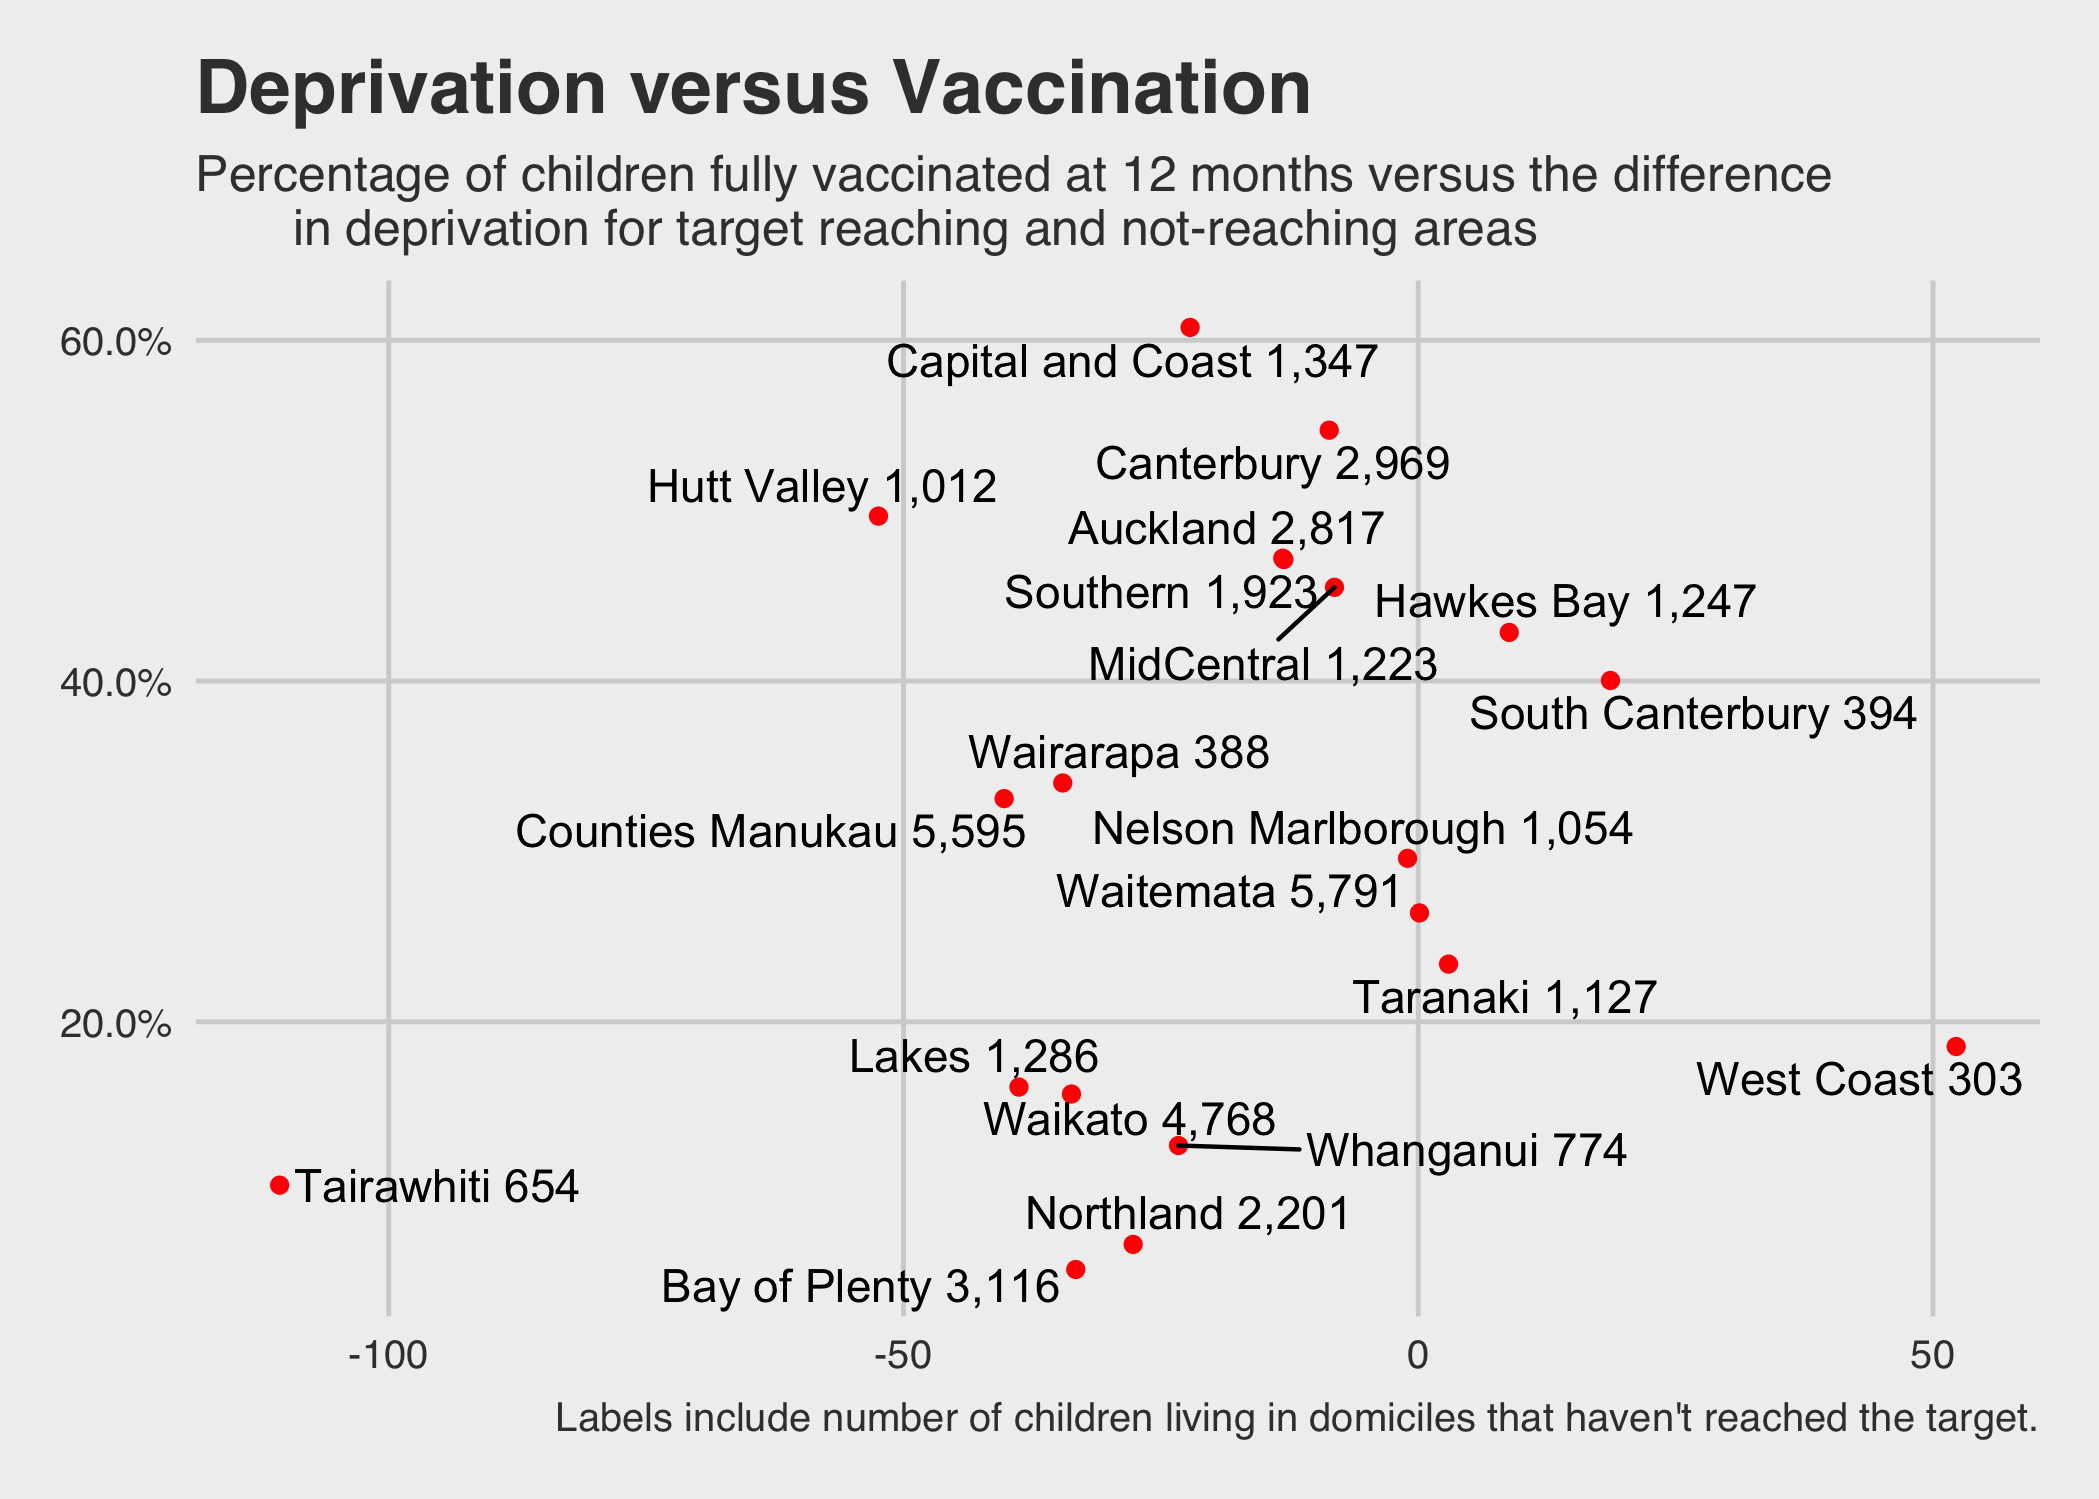 Deprivation versus Vaccination
Percentage of children fully vaccinated at 12 months versus the difference
in deprivation for target reaching and not-reaching areas
60.0%
40.0%
20.0%
Capital and Coast 1,347
Canterbury 2,969
Hutt Valley 1,012
Auckland 2,817
Southern 1,923
Hawkes Bay 1,247
MidCentral 1,223
South Canterbury 394
Wairarapa 388
Counties Manukau 5,595
Nelson Marlborough 1,054
Waitemata 5,791
Taranaki 1,127
Lakes 1,286
West Coast 303
Waikato 4,768
Whanganui 774
Tairawhiti 654
Northland 2,201
Bay of Plenty 3,116
-100
-50
0
50
Labels include number of children living in domiciles that haven't reached the target.